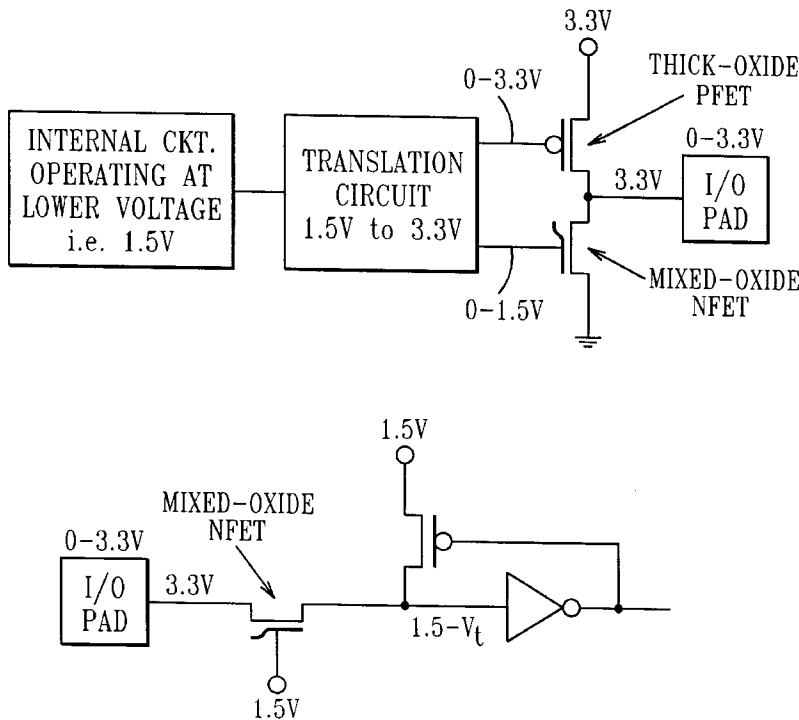 3.3V
0-3.3V
THICK-OXIDE
PFET
INTERNAL CKT.
OPERATING AT
LOWER VOLTAGE
i.e. 1.5V
TRANSLATION
CIRCUIT
1.5V to 3.3V
3.3V
0-3.3V
I/O
PAD
0-1.5V
MIXED-OXIDE
NFET
1.5V
MIXED-OXIDE
NFET
0-3.3V
I/O
PAD
3.3V
1.5-Vt
1.5V